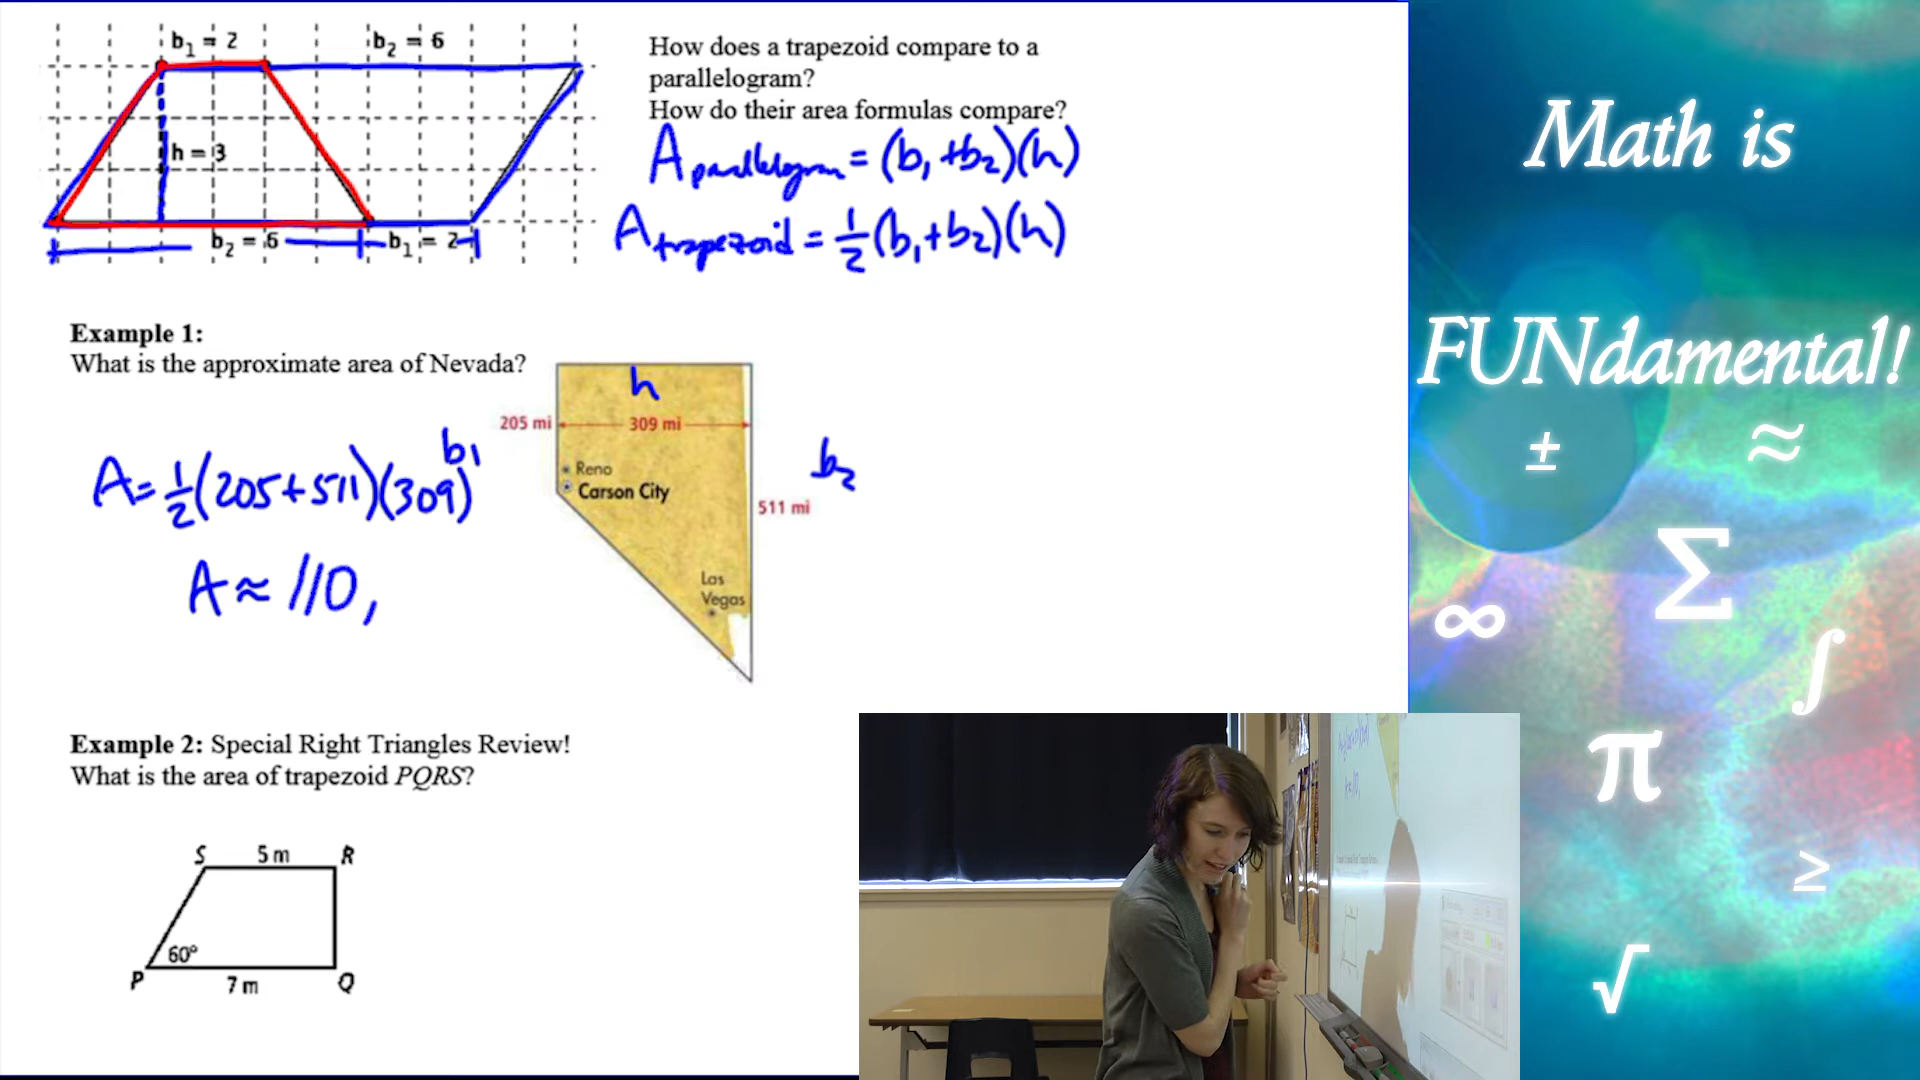 b1 = 2
b2 = 6
h = 3
b2 = 6
b1 = 2
How does a trapezoid compare to a
parallelogram?
How do their area formulas compare?
A parallelogram = (b1+b2)(h)
A trapezoid = 1/2(b1+b2)(h)
Example 1:
What is the approximate area of Nevada?
A=1/2(205+511)(309)
A≈110,
b1
h
205 mi
309 mi
b2
Reno
Carson City
511 mi
Las
Vegas
Example 2: Special Right Triangles Review!
What is the area of trapezoid PQRS?
S
5 m
R
60°
P
7 m
Q
Math is
FUNdamental!
±
≈
Σ
∞
∫
π
≥
√